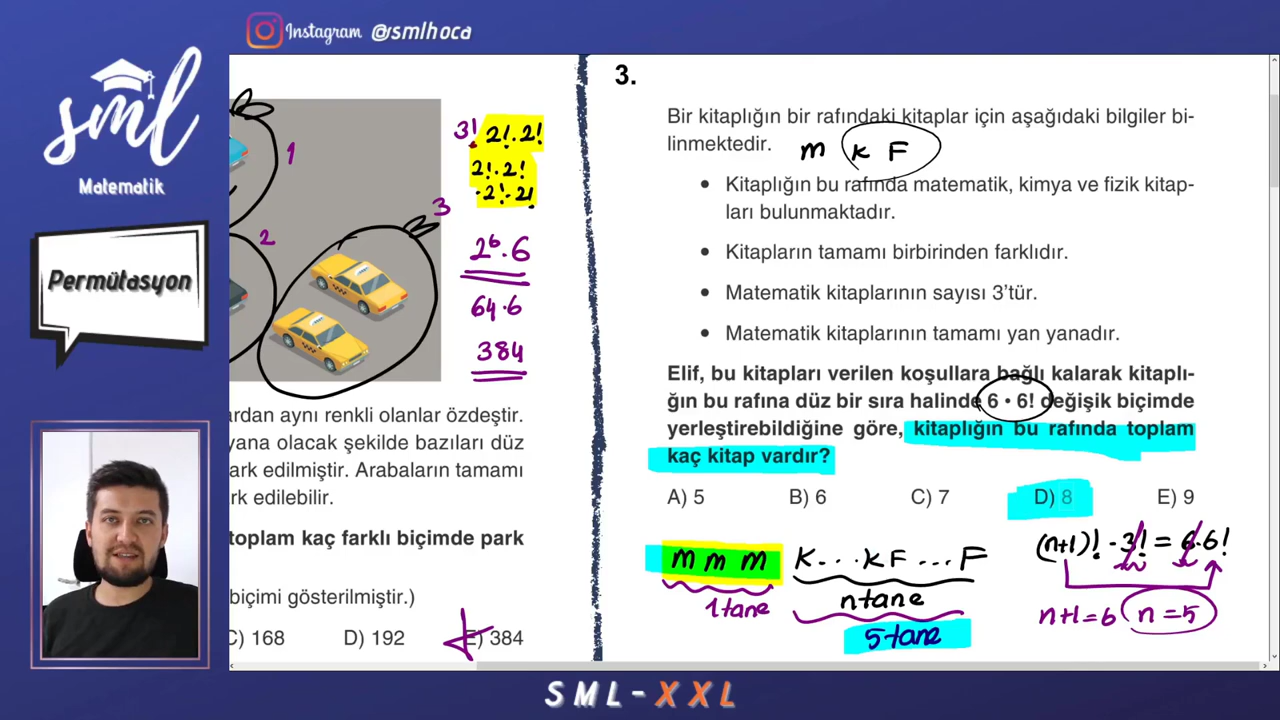 Instagram @smlhoca
sml
Matematik
Permütasyon
1
2
3
3! 2!.2!
2!.2!
.2!.2!
2⁶.6
64.6
384
ardan aynı renkli olanlar özdeştir.
yana olacak şekilde bazıları düz
ark edilmiştir. Arabaların tamamı
rk edilebilir.
toplam kaç farklı biçimde park
biçimi gösterilmiştir.)
C) 168 D) 192 E) 384
3.
Bir kitaplığın bir rafındaki kitaplar için aşağıdaki bilgiler bi-
linmektedir.
m K F
• Kitaplığın bu rafında matematik, kimya ve fizik kitap-
ları bulunmaktadır.
• Kitapların tamamı birbirinden farklıdır.
• Matematik kitaplarının sayısı 3’tür.
• Matematik kitaplarının tamamı yan yanadır.
Elif, bu kitapları verilen koşullara bağlı kalarak kitaplı-
ğın bu rafına düz bir sıra halinde 6 • 6! değişik biçimde
yerleştirebildiğine göre, kitaplığın bu rafında toplam
kaç kitap vardır?
A) 5 B) 6 C) 7 D) 8 E) 9
m m m K...KF...F
1 tane
n tane
5 tane
(n+1)! . 3! = 6.6!
n+1=6 n=5
SML-XXL